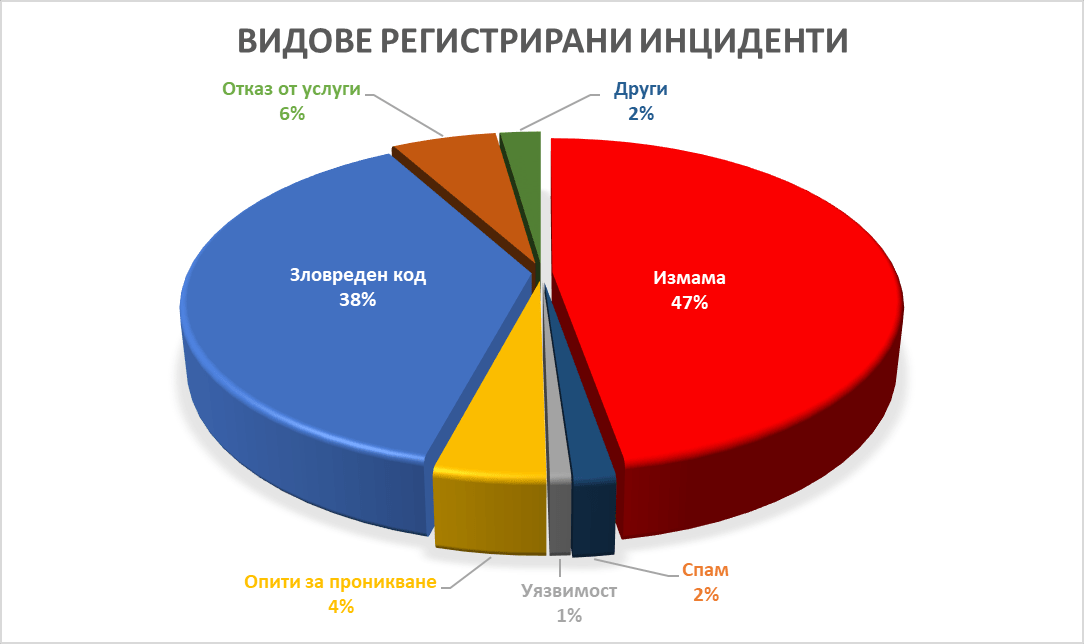 ВИДОВЕ РЕГИСТРИРАНИ ИНЦИДЕНТИ
Отказ от услуги
6%
Други
2%
Зловреден код
38%
Измама
47%
Опити за проникване
4%
Уязвимост
1%
Спам
2%